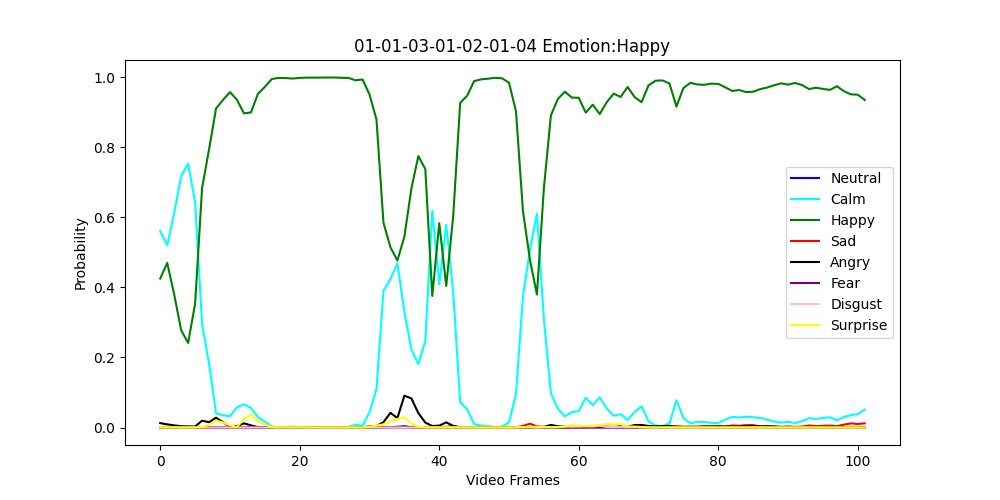 01-01-03-01-02-01-04 Emotion:Happy
Probability
1.0
0.8
0.6
0.4
0.2
0.0
Neutral
Calm
Happy
Sad
Angry
Fear
Disgust
Surprise
0 20 40 60 80 100
Video Frames